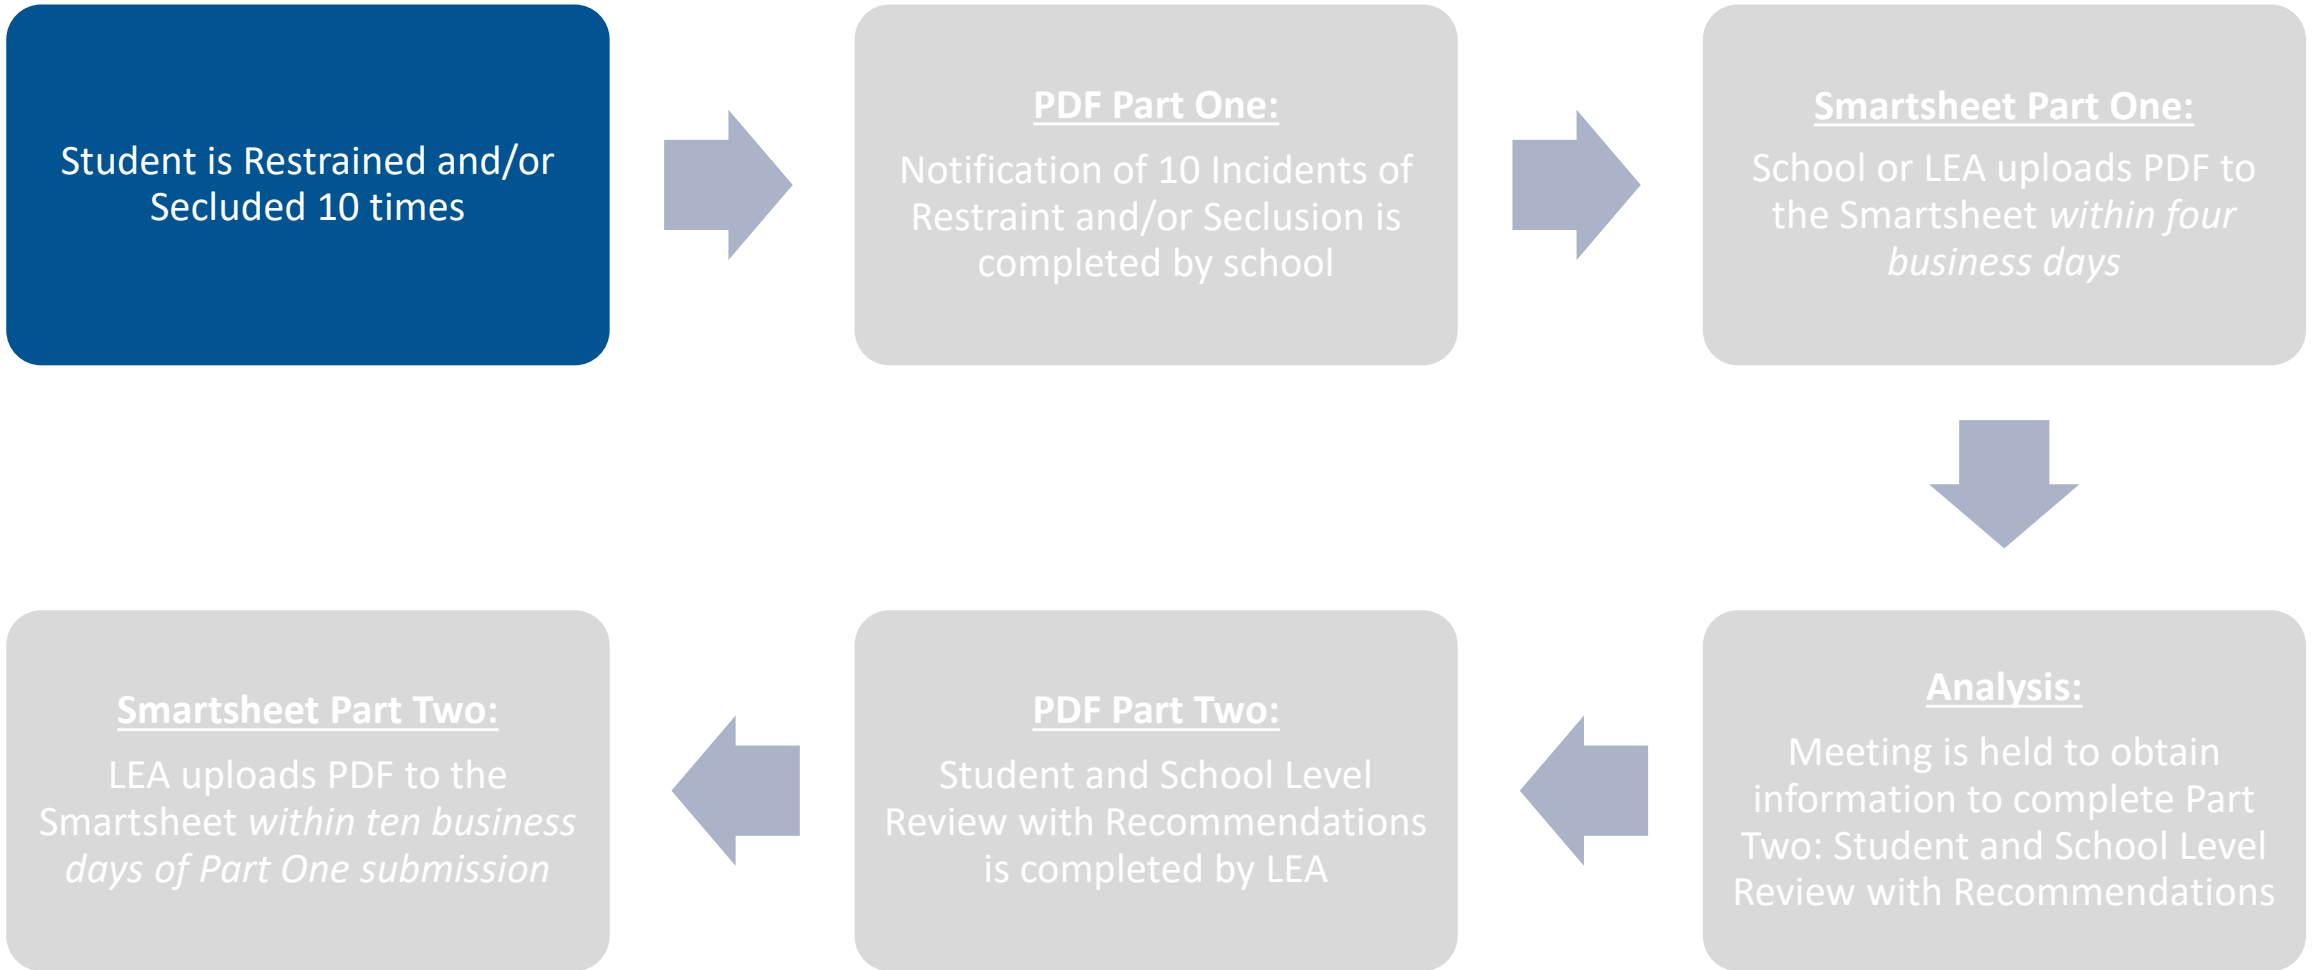 Student is Restrained and/or
Secluded 10 times
PDF Part One:
Notification of 10 Incidents of
Restraint and/or Seclusion is
completed by school
Smartsheet Part One:
School or LEA uploads PDF to
the Smartsheet within four
business days
Analysis:
Meeting is held to obtain
information to complete Part
Two: Student and School Level
Review with Recommendations
PDF Part Two:
Student and School Level
Review with Recommendations
is completed by LEA
Smartsheet Part Two:
LEA uploads PDF to the
Smartsheet within ten business
days of Part One submission